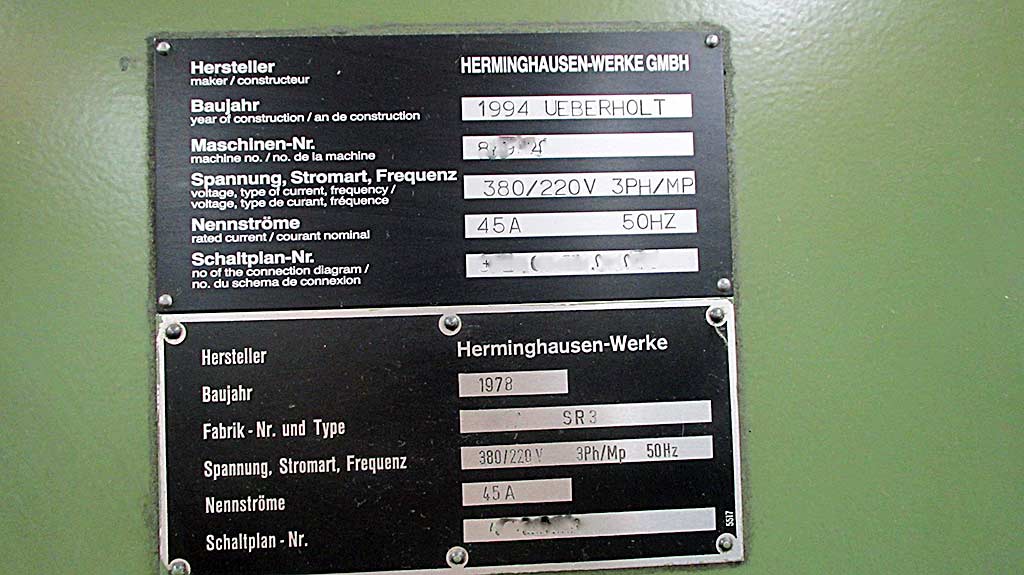 Hersteller HERMINGHAUSEN-WERKE GMBH
maker / constructeur
Baujahr 1994 UEBERHOLT
year of construction / an de construction
Maschinen-Nr.
machine no. / no. de la machine
Spannung, Stromart, Frequenz 380/220V 3PH/MP
voltage, type of current, frequency /
voltage, type de curant, fréquence
Nennströme 45A 50HZ
rated current / courant nominal
Schaltplan-Nr.
no of the connection diagram /
no. du schema de connexion
Hersteller Herminghausen-Werke
Baujahr 1978
Fabrik - Nr. und Type SR3
Spannung, Stromart, Frequenz 380/220 V 3Ph/Mp 50Hz
Nennströme 45 A
Schaltplan - Nr.
5517